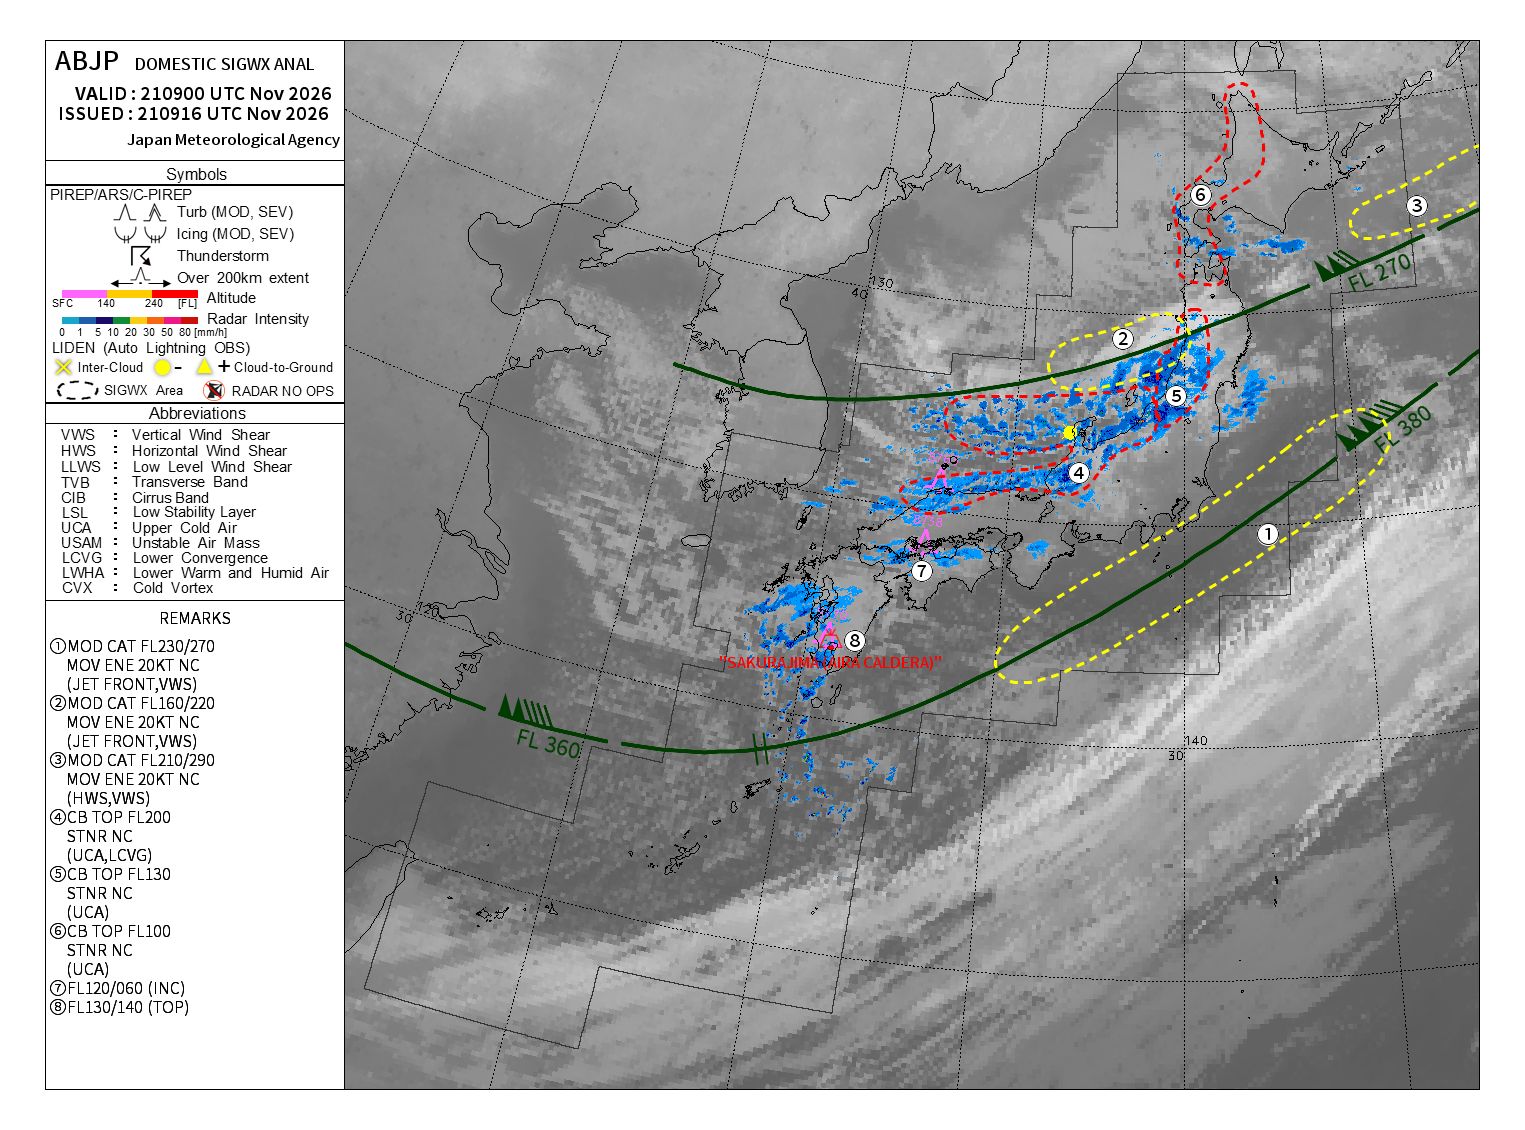 ABJP DOMESTIC SIGWX ANAL
VALID : 210900 UTC Nov 2026
ISSUED : 210916 UTC Nov 2026
Japan Meteorological Agency
Symbols
PIREP/ARS/C-PIREP
Turb (MOD, SEV)
Icing (MOD, SEV)
Thunderstorm
Over 200km extent
Altitude
SFC 140 240 [FL]
Radar Intensity
0 1 5 10 20 30 50 80 [mm/h]
LIDEN (Auto Lightning OBS)
Inter-Cloud - + Cloud-to-Ground
SIGWX Area RADAR NO OPS
Abbreviations
VWS : Vertical Wind Shear
HWS : Horizontal Wind Shear
LLWS : Low Level Wind Shear
TVB : Transverse Band
CIB : Cirrus Band
LSL : Low Stability Layer
UCA : Upper Cold Air
USAM : Unstable Air Mass
LCVG : Lower Convergence
LWHA : Lower Warm and Humid Air
CVX : Cold Vortex
REMARKS
①MOD CAT FL230/270
MOV ENE 20KT NC
(JET FRONT,VWS)
②MOD CAT FL160/220
MOV ENE 20KT NC
(JET FRONT,VWS)
③MOD CAT FL210/290
MOV ENE 20KT NC
(HWS,VWS)
④CB TOP FL200
STNR NC
(UCA,LCVG)
⑤CB TOP FL130
STNR NC
(UCA)
⑥CB TOP FL100
STNR NC
(UCA)
⑦FL120/060 (INC)
⑧FL130/140 (TOP)
6
3
FL 270
130
40
2
5
FL 380
4
1
7
120
30
8
"SAKURAJIMA (AIRA CALDERA)"
FL 360
140
30